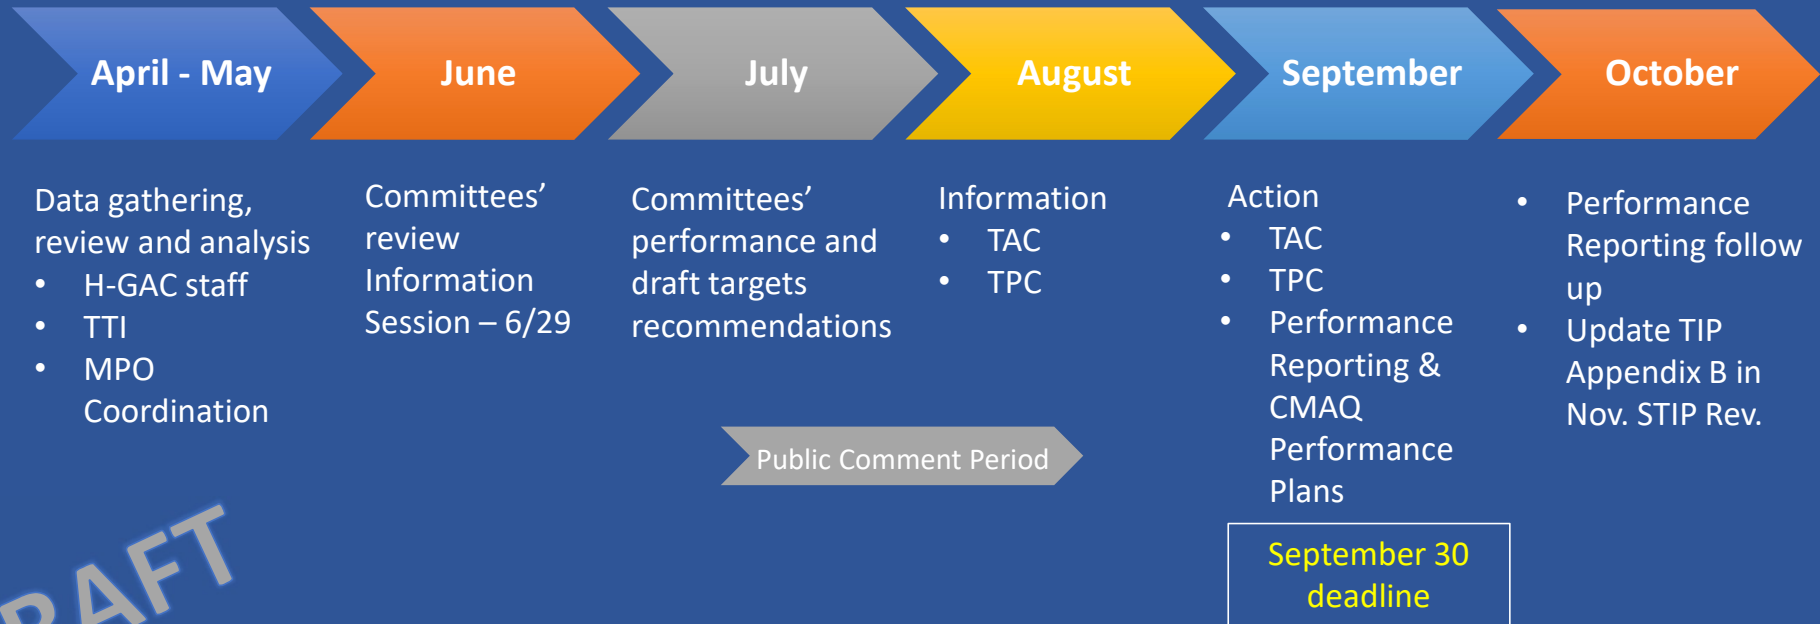 April - May
June
July
August
September
October
Data gathering,
review and analysis
• H-GAC staff
• TTI
• MPO
Coordination
Committees’
review
Information
Session – 6/29
Committees’
performance and
draft targets
recommendations
Information
• TAC
• TPC
Action
• TAC
• TPC
• Performance
Reporting &
CMAQ
Performance
Plans
• Performance
Reporting follow
up
• Update TIP
Appendix B in
Nov. STIP Rev.
Public Comment Period
September 30
deadline
RAFT